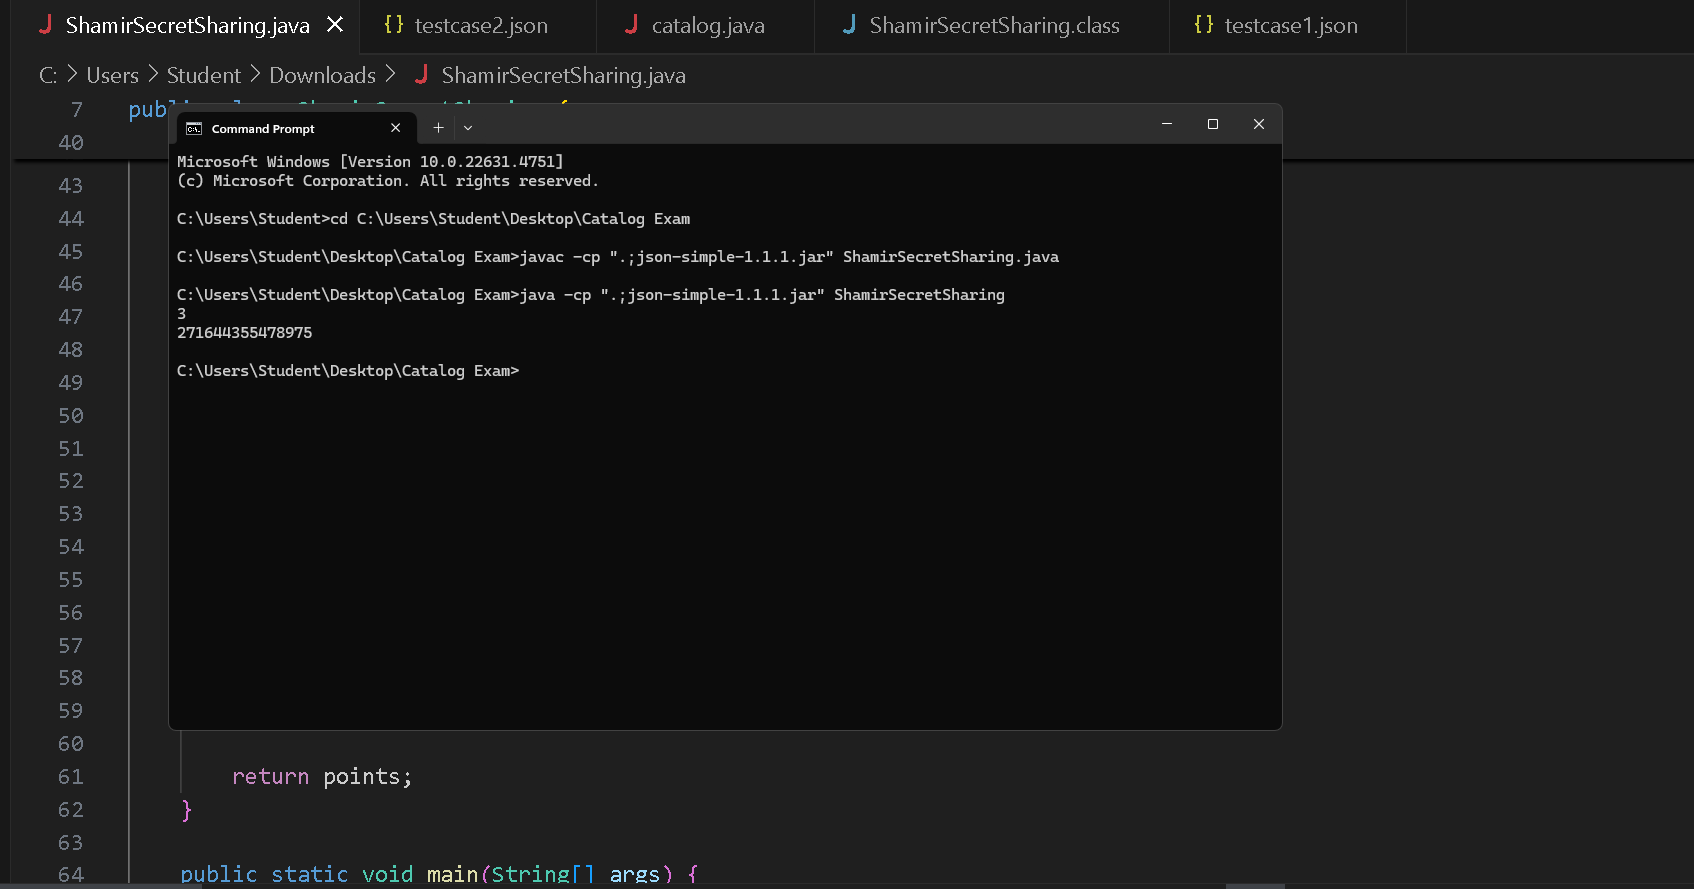 ShamirSecretSharing.java
testcase2.json
catalog.java
ShamirSecretSharing.class
testcase1.json
C: > Users > Student > Downloads > ShamirSecretSharing.java
7
40
43
44
45
46
47
48
49
50
51
52
53
54
55
56
57
58
59
60
61 return points;
62 }
63
64 public static void main(String[] args) {
Command Prompt
Microsoft Windows [Version 10.0.22631.4751]
(c) Microsoft Corporation. All rights reserved.
C:\Users\Student>cd C:\Users\Student\Desktop\Catalog Exam
C:\Users\Student\Desktop\Catalog Exam>javac -cp ".;json-simple-1.1.1.jar" ShamirSecretSharing.java
C:\Users\Student\Desktop\Catalog Exam>java -cp ".;json-simple-1.1.1.jar" ShamirSecretSharing
3
271644355478975
C:\Users\Student\Desktop\Catalog Exam>